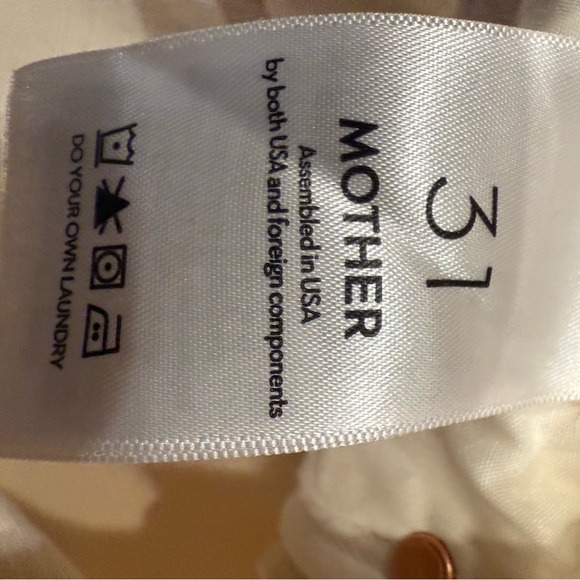 31
MOTHER
Assembled in USA
by both USA and foreign components
DO YOUR OWN LAUNDRY